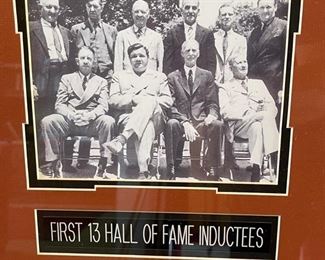 FIRST 13 HALL OF FAME INDUCTEES